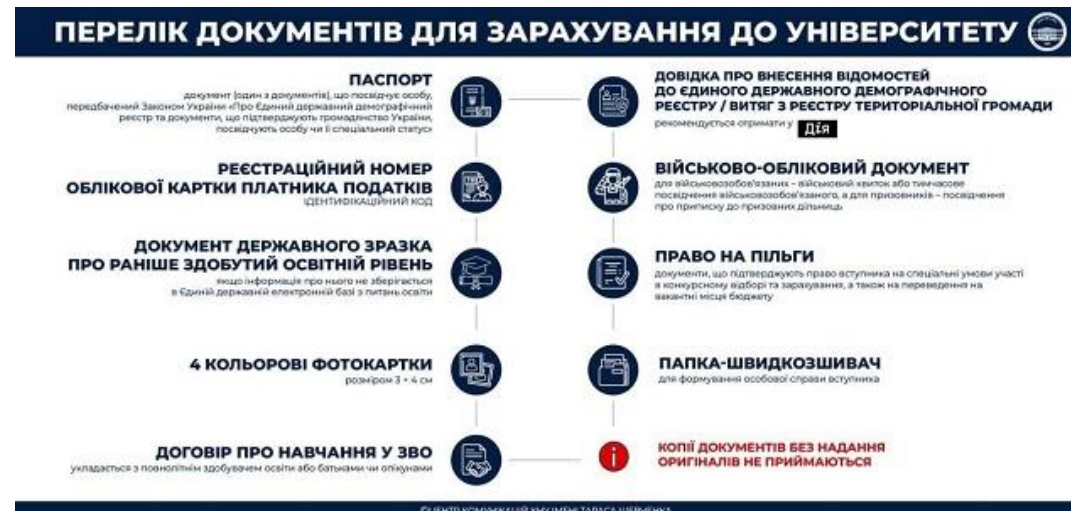 ПЕРЕЛІК ДОКУМЕНТІВ ДЛЯ ЗАРАХУВАННЯ ДО УНІВЕРСИТЕТУ
ПАСПОРТ
документ (один з документів), що посвідчує особу,
передбачений Законом України «Про Єдиний державний демографічний
реєстр та документи, що підтверджують громадянство України,
посвідчують особу чи її спеціальний статус»
РЕЄСТРАЦІЙНИЙ НОМЕР
ОБЛІКОВОЇ КАРТКИ ПЛАТНИКА ПОДАТКІВ
ІДЕНТИФІКАЦІЙНИЙ КОД
ДОКУМЕНТ ДЕРЖАВНОГО ЗРАЗКА
ПРО РАНІШЕ ЗДОБУТИЙ ОСВІТНІЙ РІВЕНЬ
якщо інформація про нього не зберігається
в Єдиній державній електронній базі з питань освіти
4 КОЛЬОРОВІ ФОТОКАРТКИ
розміром 3 × 4 см
ДОГОВІР ПРО НАВЧАННЯ У ЗВО
укладається з повнолітнім здобувачем освіти або батьками чи опікунами
ДОВІДКА ПРО ВНЕСЕННЯ ВІДОМОСТЕЙ
ДО ЄДИНОГО ДЕРЖАВНОГО ДЕМОГРАФІЧНОГО
РЕЄСТРУ / ВИТЯГ З РЕЄСТРУ ТЕРИТОРІАЛЬНОЇ ГРОМАДИ
рекомендується отримати у Дія
ВІЙСЬКОВО-ОБЛІКОВИЙ ДОКУМЕНТ
для військовозобов'язаних – військовий квиток або тимчасове
посвідчення військовозобов'язаного, а для призовників – посвідчення
про приписку до призовних дільниць
ПРАВО НА ПІЛЬГИ
документи, що підтверджують право вступника на спеціальні умови участі
в конкурсному відборі та зарахування, а також на переведення на
вакантні місця бюджету
ПАПКА-ШВИДКОЗШИВАЧ
для формування особової справи вступника
КОПІЇ ДОКУМЕНТІВ БЕЗ НАДАННЯ
ОРИГІНАЛІВ НЕ ПРИЙМАЮТЬСЯ
ЦЕНТР КОМУНІКАЦІЙ КНУ ІМЕНІ ТАРАСА ШЕВЧЕНКА